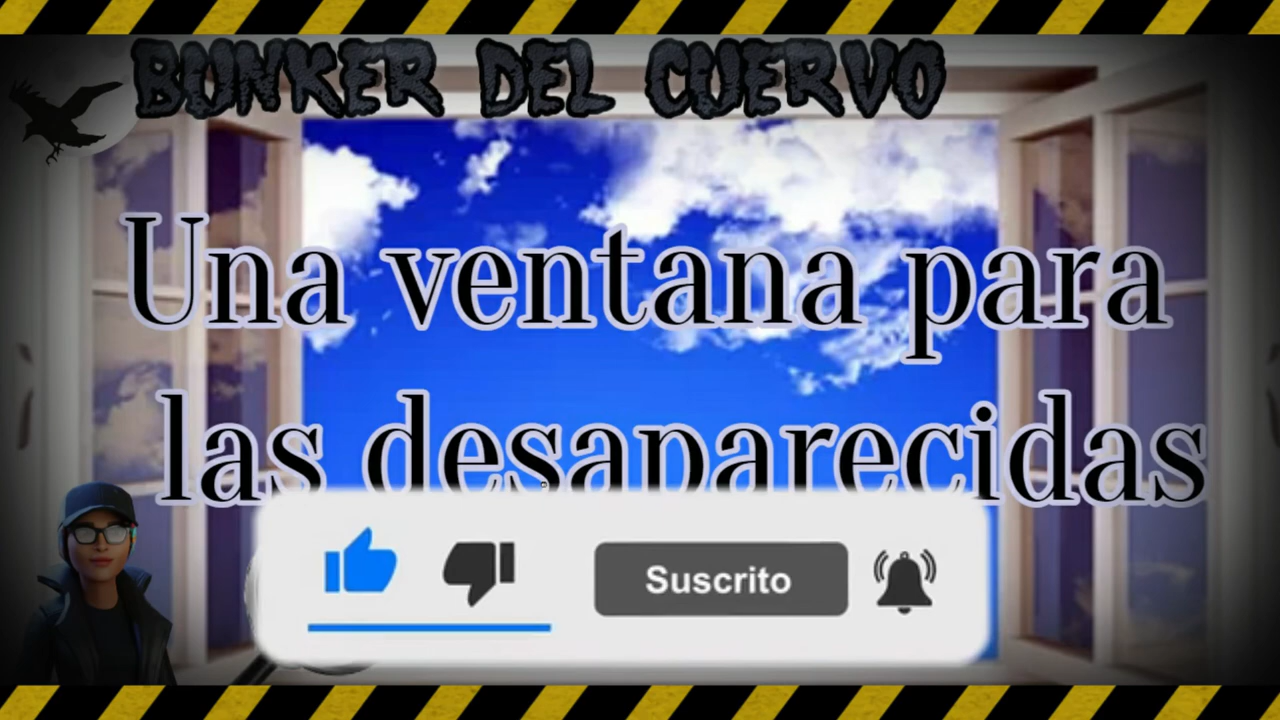 BUNKER DEL CUERVO
Una ventana para
las desaparecidas
Suscrito